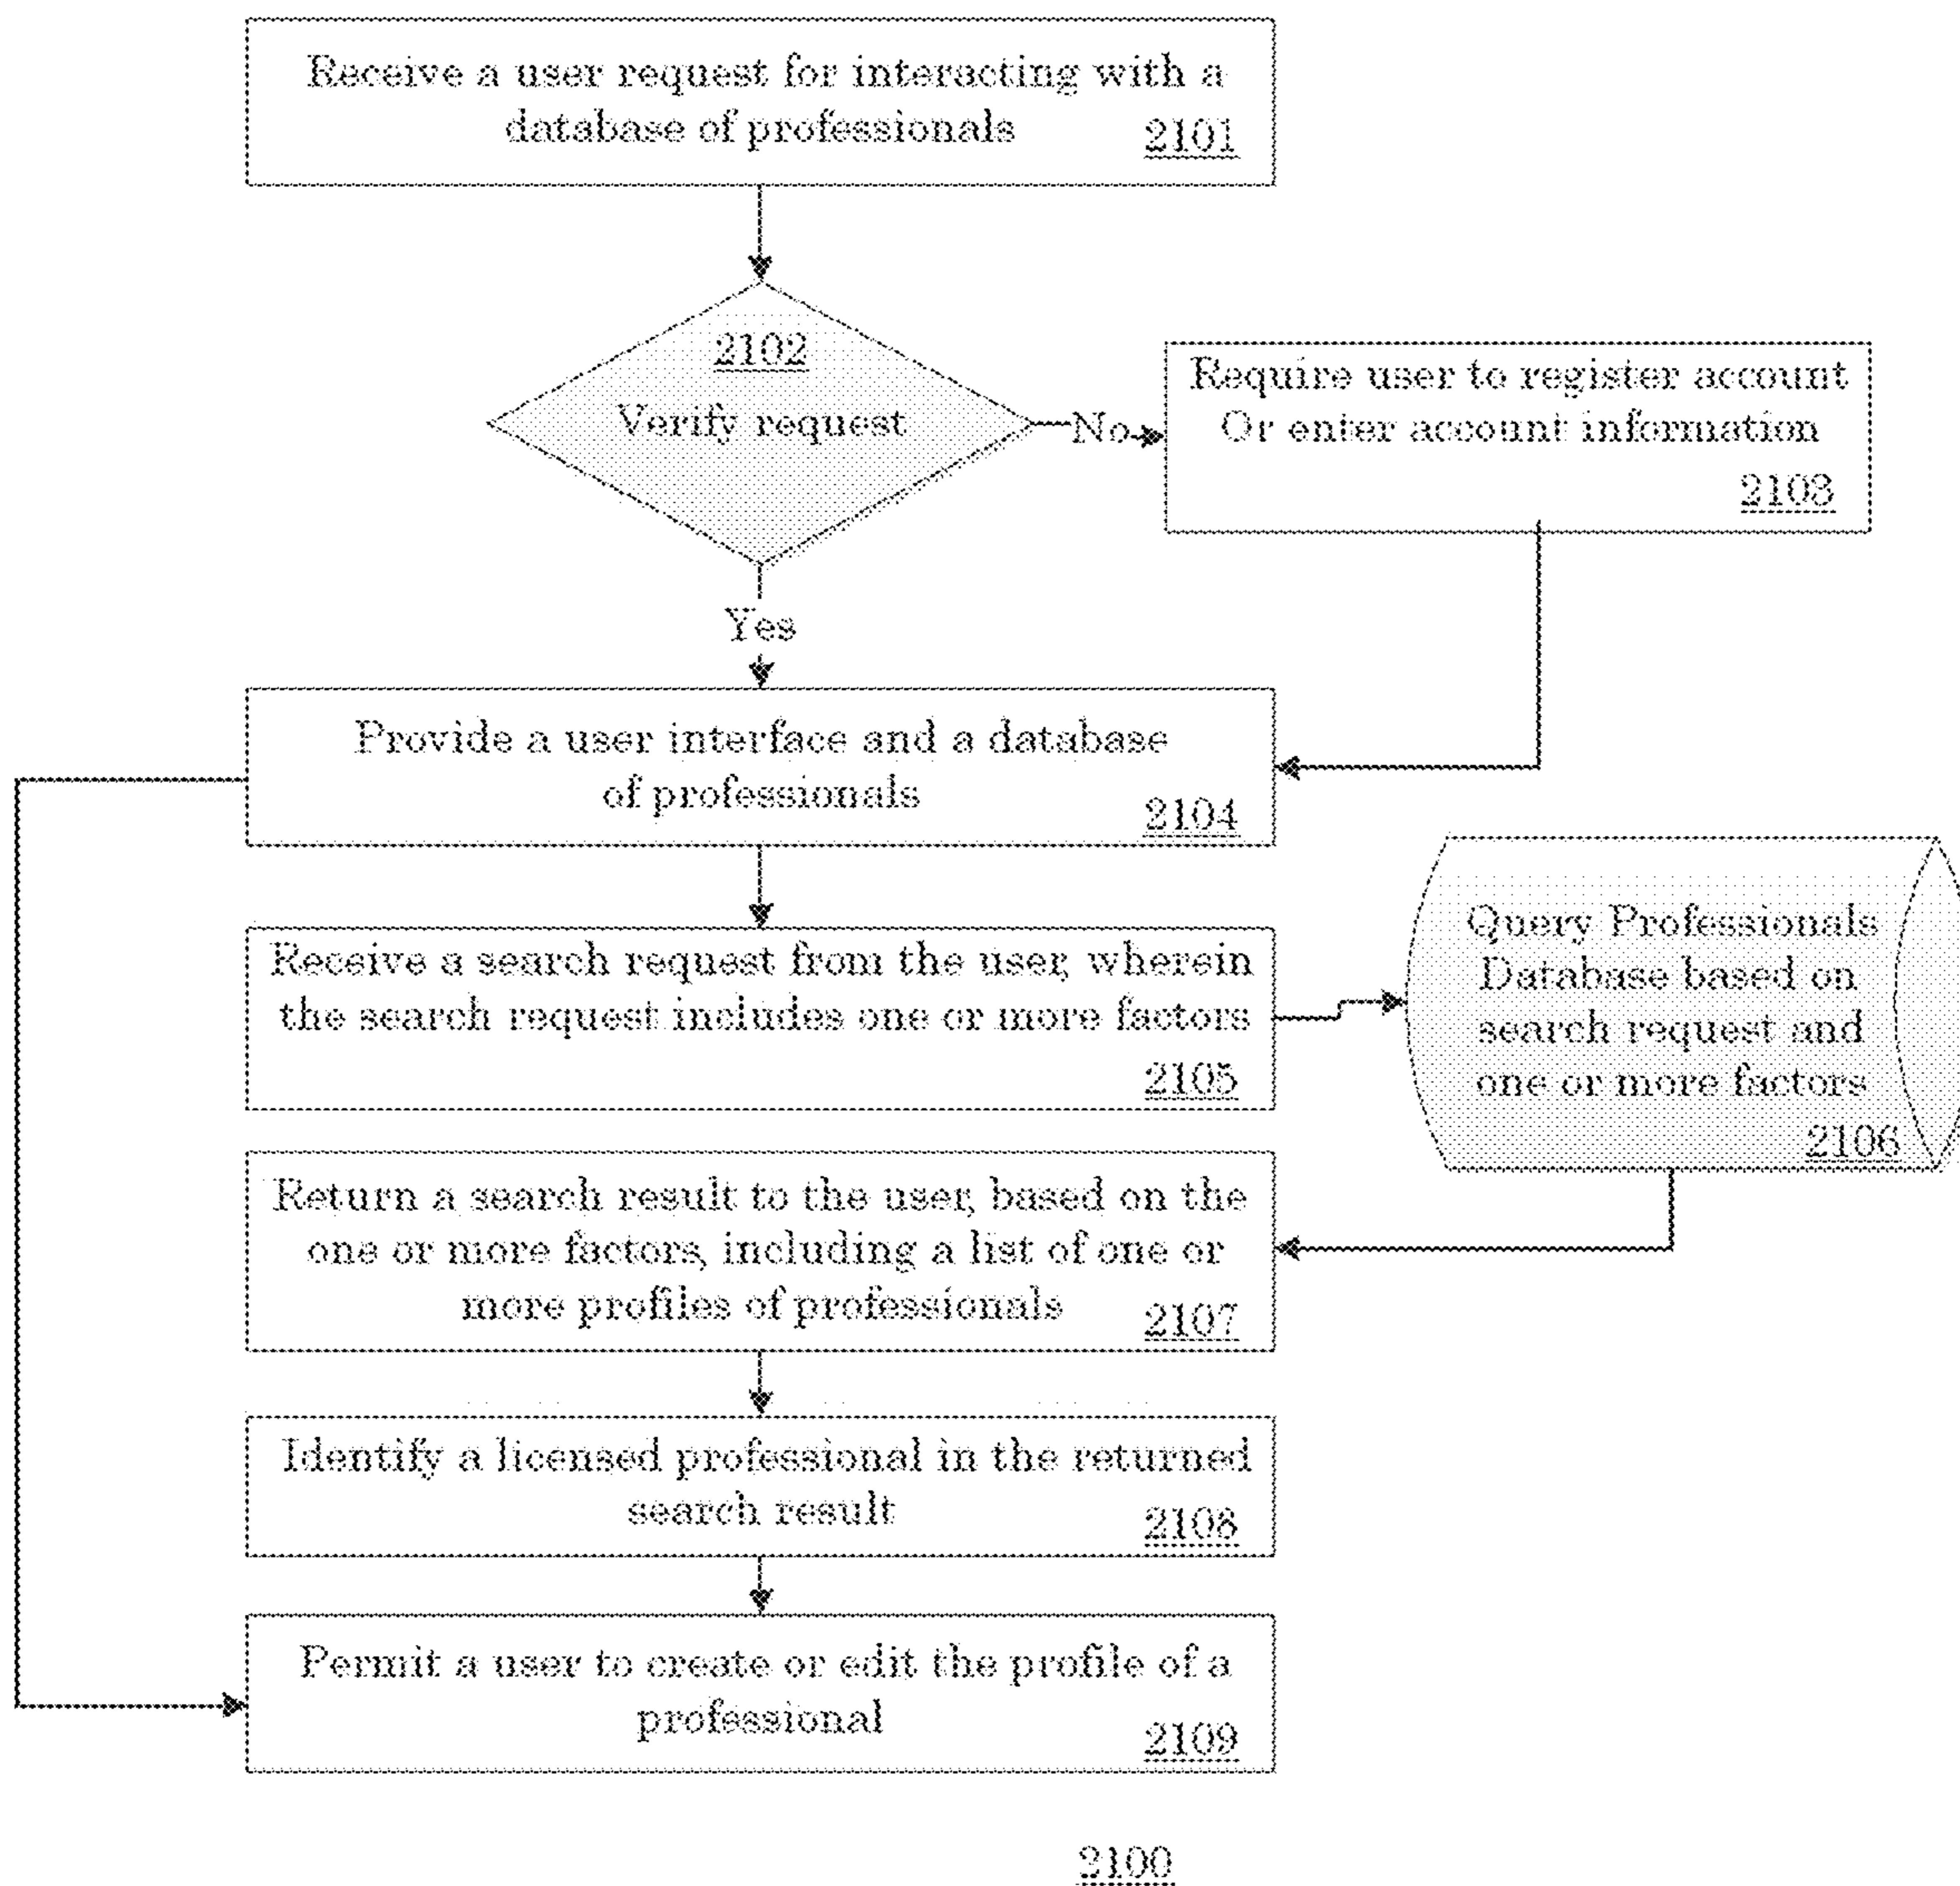 Receive a user request for interacting with a
database of professionals
2101
2102
Verify request
No
Require user to register account
Or enter account information
2103
Yes
Provide a user interface and a database
of professionals
2104
Receive a search request from the user, wherein
the search request includes one or more factors
2105
Query Professionals
Database based on
search request and
one or more factors
2106
Return a search result to the user, based on the
one or more factors, including a list of one or
more profiles of professionals
2107
Identify a licensed professional in the returned
search result
2108
Permit a user to create or edit the profile of a
professional
2109
2100